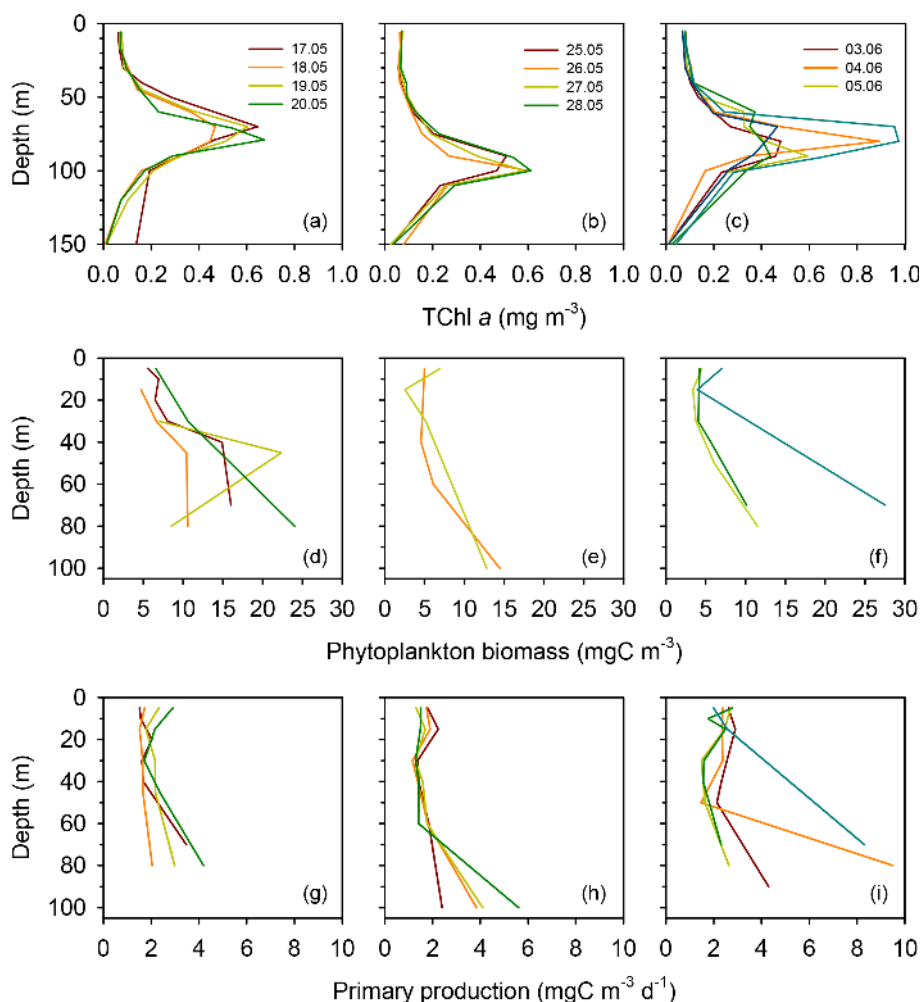 0
50
100
150
Depth (m)
17.05
18.05
19.05
20.05
(a)
0.0 0.2 0.4 0.6 0.8 1.0
25.05
26.05
27.05
28.05
(b)
0.0 0.2 0.4 0.6 0.8 1.0
03.06
04.06
05.06
(c)
0.0 0.2 0.4 0.6 0.8 1.0
TChl a (mg m⁻³)
0
20
40
60
80
100
Depth (m)
(d)
0 5 10 15 20 25 30
(e)
0 5 10 15 20 25 30
(f)
0 5 10 15 20 25 30
Phytoplankton biomass (mgC m⁻³)
0
20
40
60
80
100
Depth (m)
(g)
0 2 4 6 8 10
(h)
0 2 4 6 8 10
(i)
0 2 4 6 8 10
Primary production (mgC m⁻³ d⁻¹)